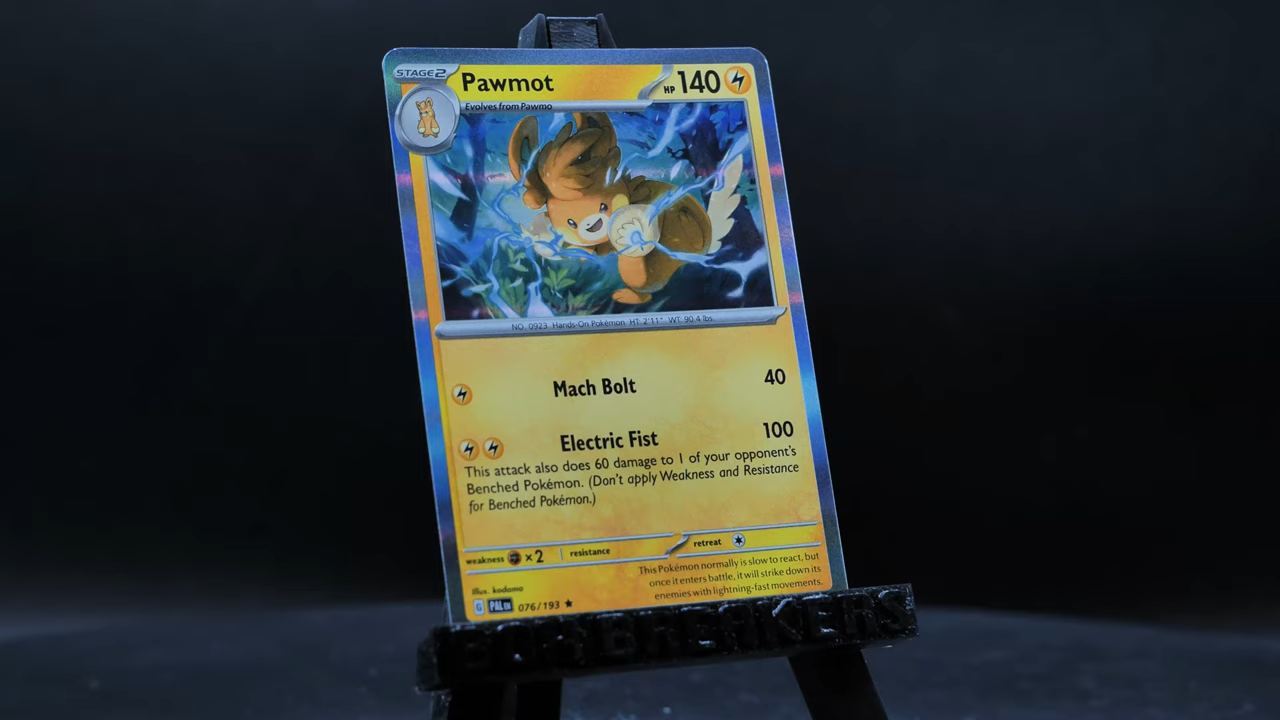 STAGE2
Pawmot
HP 140
Evolves from Pawmo
NO. 0923 Hands-On Pokémon HT: 2'11" WT: 90.4 lbs.
Mach Bolt 40
Electric Fist 100
This attack also does 60 damage to 1 of your opponent's
Benched Pokémon. (Don't apply Weakness and Resistance
for Benched Pokémon.)
weakness ×2 resistance retreat
This Pokémon normally is slow to react, but
once it enters battle, it will strike down its
enemies with lightning-fast movements.
Illus. kodama
G PAL EN 076/193
BOXBREAKERS